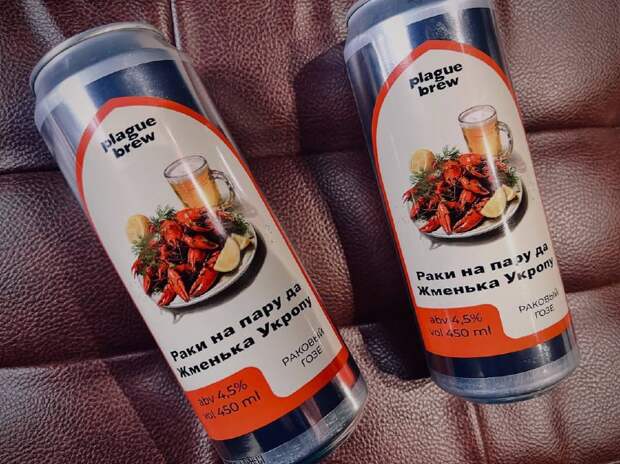 plague
brew
Раки на пару да
Жменька Укропу
abv 4,5%
vol 450 ml
РАКОВЫЙ
ГОЗЕ
plague
brew
Раки на пару да
Жменька Укропу
abv 4,5%
vol 450 ml
РАКОВЫЙ
ГОЗЕ